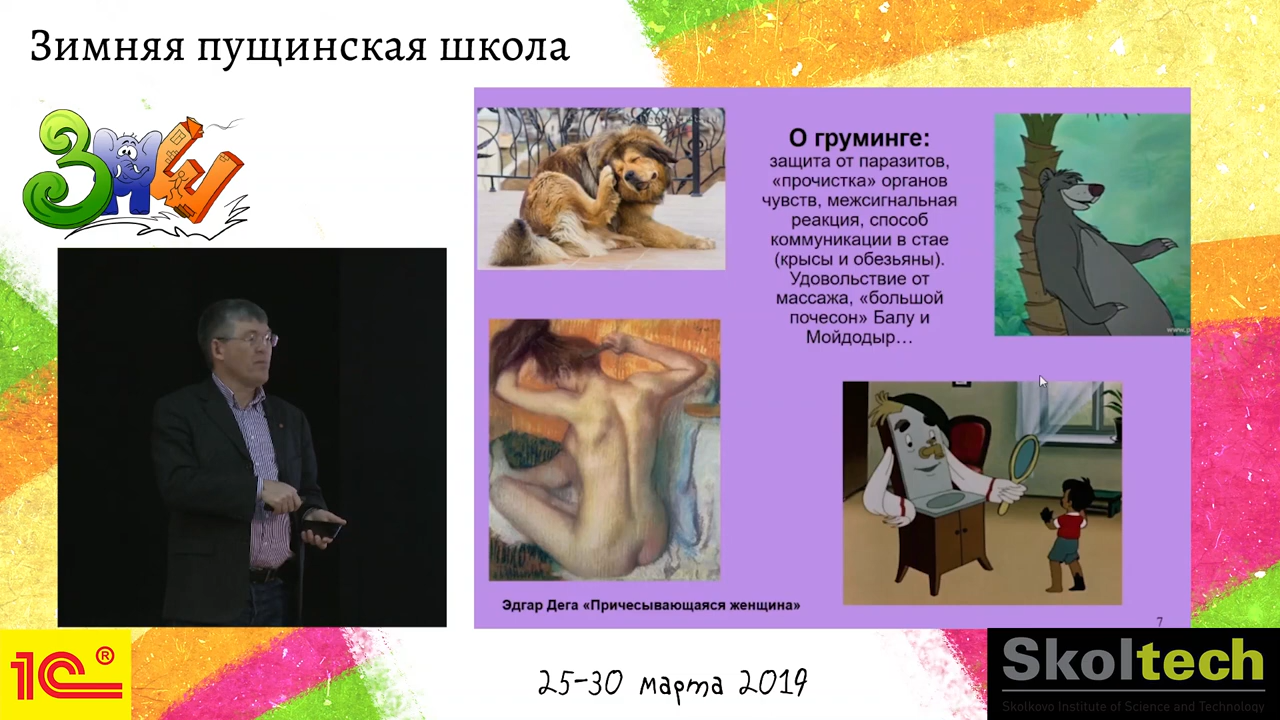 Зимняя пущинская школа
ЗПШ
О груминге:
защита от паразитов,
«прочистка» органов
чувств, межсигнальная
реакция, способ
коммуникации в стае
(крысы и обезьяны).
Удовольствие от
массажа, «большой
почесон» Балу и
Мойдодыр…
www.p
Эдгар Дега «Причесывающаяся женщина»
7
1С®
25-30 марта 2019
Skoltech
Skolkovo Institute of Science and Technology